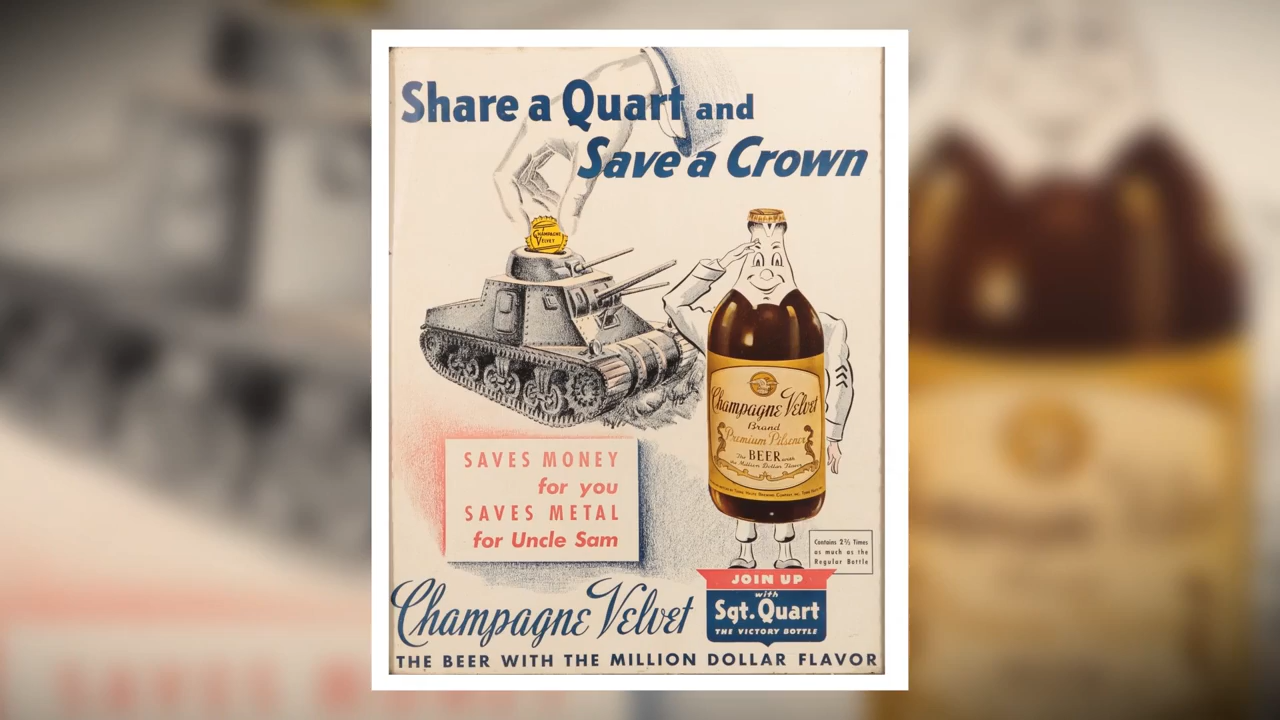 Share a Quart and
Save a Crown
CHAMPAGNE
VELVET
Champagne Velvet
Brand
Premium Pilsener
The BEER with
the Million Dollar Flavor
SAVES MONEY
for you
SAVES METAL
for Uncle Sam
Contains 2½ Times
as much as the
Regular Bottle
JOIN UP
with
Sgt. Quart
THE VICTORY BOTTLE
Champagne Velvet
THE BEER WITH THE MILLION DOLLAR FLAVOR